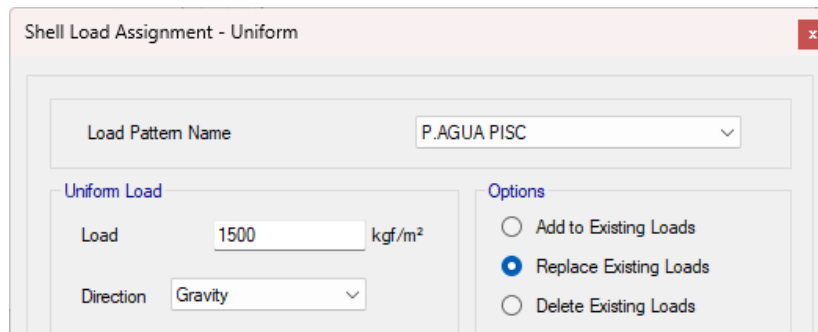 Shell Load Assignment - Uniform
x
Load Pattern Name
P.AGUA PISC
Uniform Load
Load
1500
kgf/m²
Direction
Gravity
Options
Add to Existing Loads
Replace Existing Loads
Delete Existing Loads